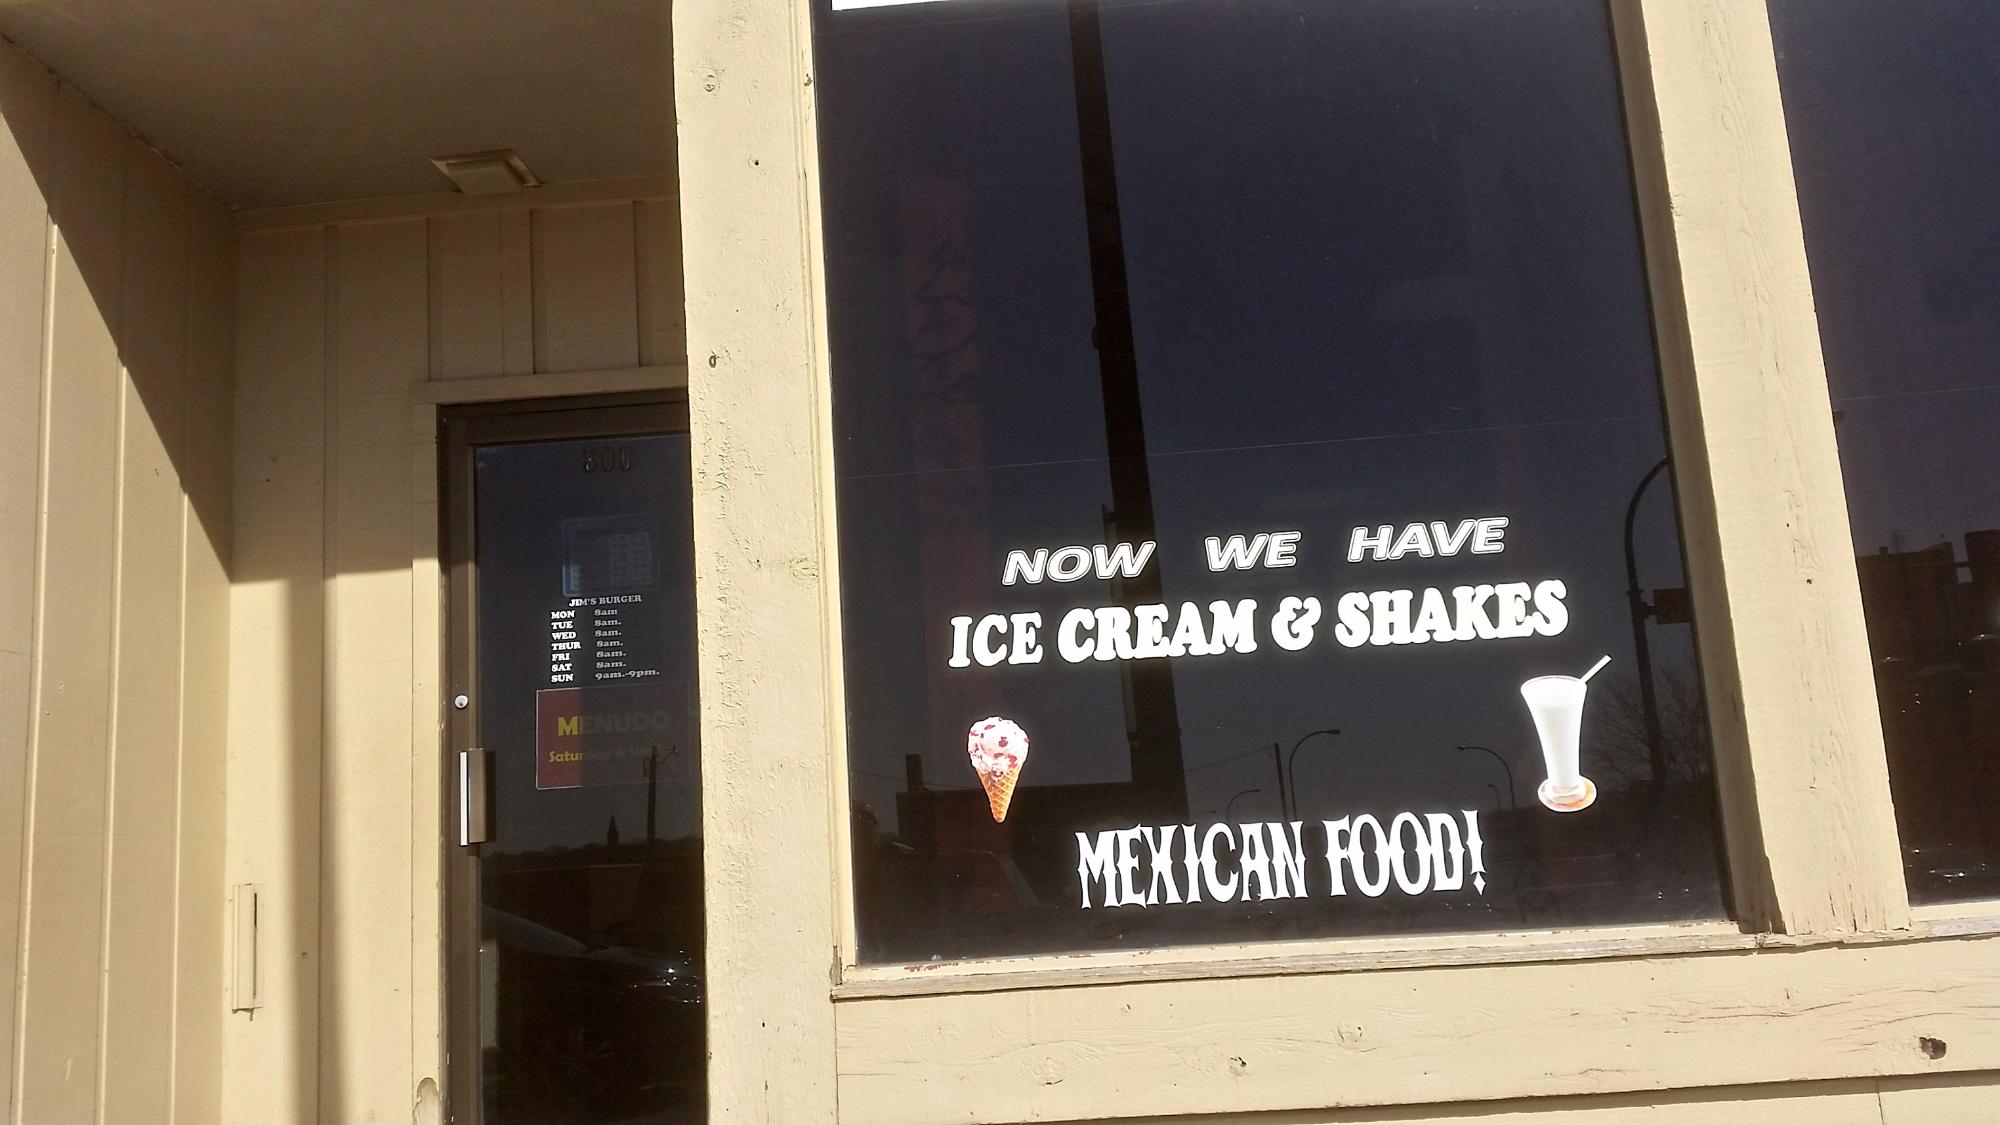 800
JIM'S BURGER
MON 8am
TUE 8am.
WED 8am.
THUR 8am.
FRI 8am.
SAT 8am.
SUN 9am.-9pm.
MENUDO
Saturday &
NOW WE HAVE
ICE CREAM & SHAKES
MEXICAN FOOD!